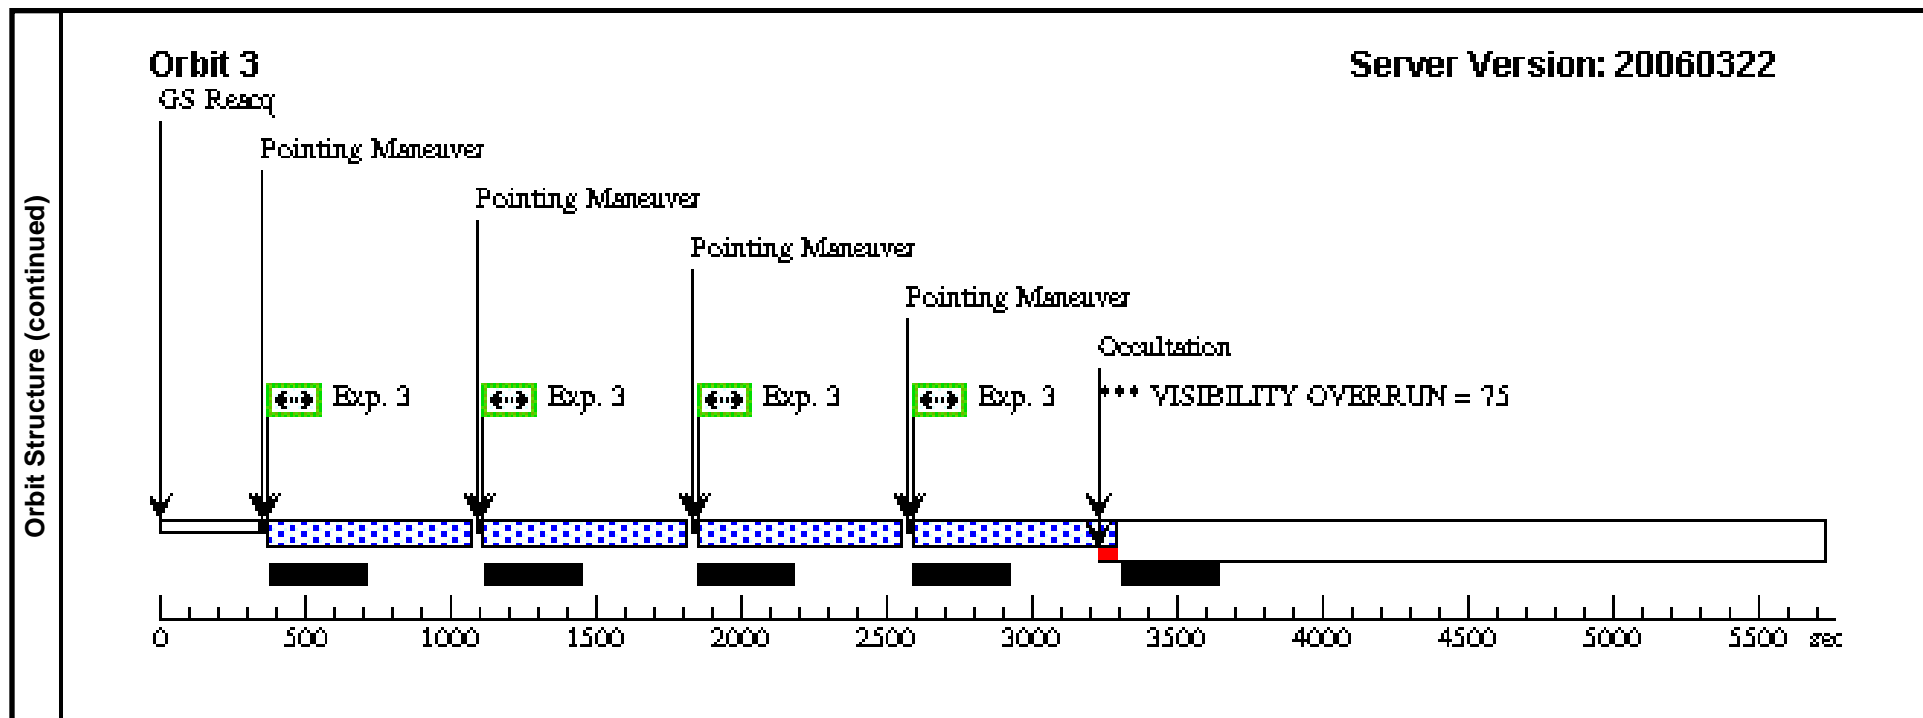 Orbit Structure (continued)
Orbit 3
Server Version: 20060322
GS Reacq
Pointing Maneuver
Pointing Maneuver
Pointing Maneuver
Pointing Maneuver
Occultation
Exp. 3
Exp. 3
Exp. 3
Exp. 3
*** VISIBILITY OVERRUN = 75
0 500 1000 1500 2000 2500 3000 3500 4000 4500 5000 5500 sec